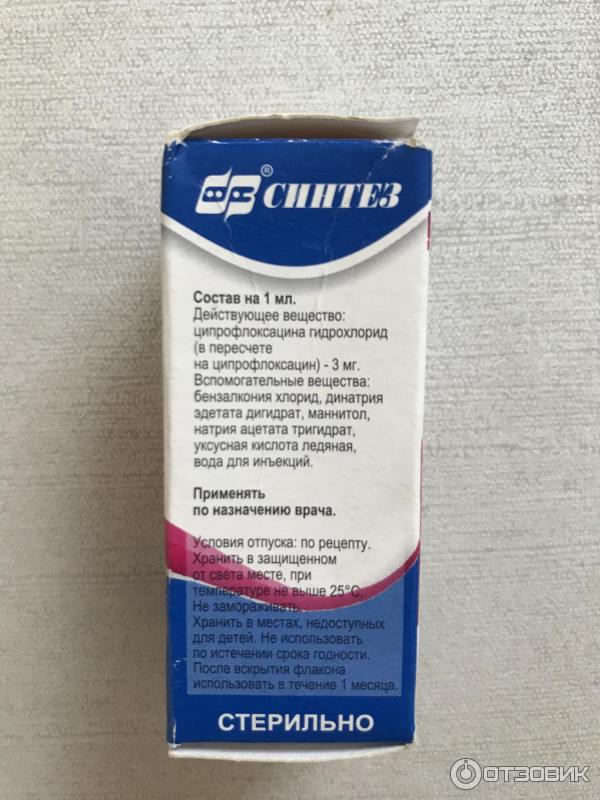 ® СИНТЕЗ
Состав на 1 мл.
Действующее вещество:
ципрофлоксацина гидрохлорид
(в пересчете
на ципрофлоксацин) - 3 мг.
Вспомогательные вещества:
бензалкония хлорид, динатрия
эдетата дигидрат, маннитол,
натрия ацетата тригидрат,
уксусная кислота ледяная,
вода для инъекций.
Применять
по назначению врача.
Условия отпуска: по рецепту.
Хранить в защищенном
от света месте, при
температуре не выше 25°С.
Не замораживать.
Хранить в местах, недоступных
для детей. Не использовать
по истечении срока годности.
После вскрытия флакона
использовать в течение 1 месяца.
СТЕРИЛЬНО
ОТЗОВИК